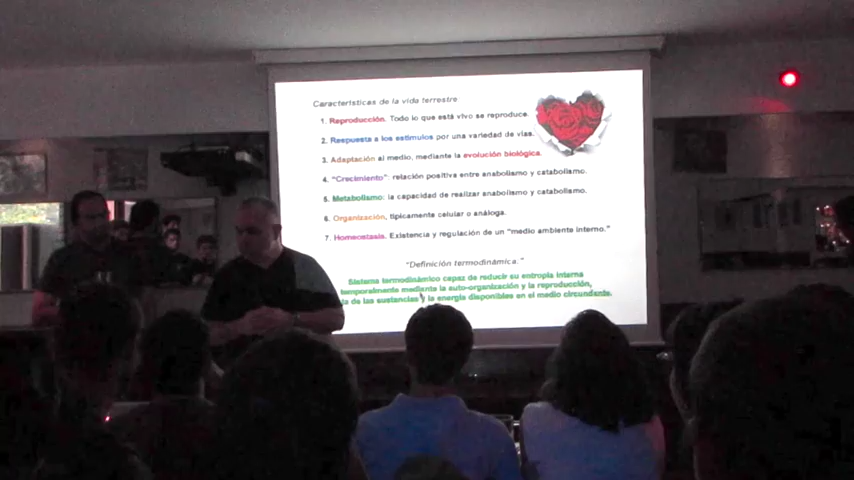 Características de la vida terrestre
1. Reproducción. Todo lo que está vivo se reproduce.
2. Respuesta a los estímulos por una variedad de vías.
3. Adaptación al medio, mediante la evolución biológica.
4. "Crecimiento": relación positiva entre anabolismo y catabolismo.
5. Metabolismo: la capacidad de realizar anabolismo y catabolismo.
6. Organización, típicamente celular o análoga.
7. Homeostasis. Existencia y regulación de un "medio ambiente interno."
"Definición termodinámica."
Sistema termodinámico capaz de reducir su entropía interna
temporalmente mediante la auto-organización y la reproducción,
de las sustancias y la energía disponibles en el medio circundante.